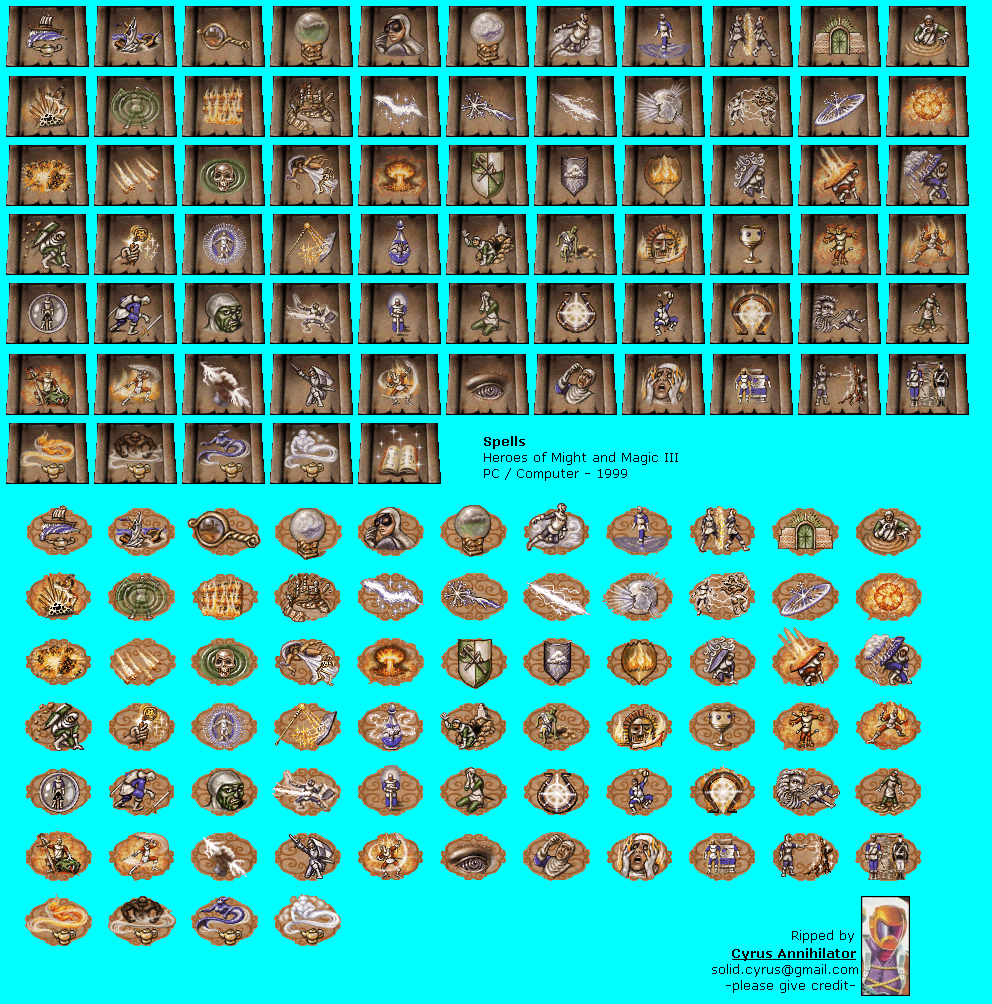 Spells
Heroes of Might and Magic III
PC / Computer - 1999
Ripped by
Cyrus Annihilator
solid.cyrus@gmail.com
-please give credit-